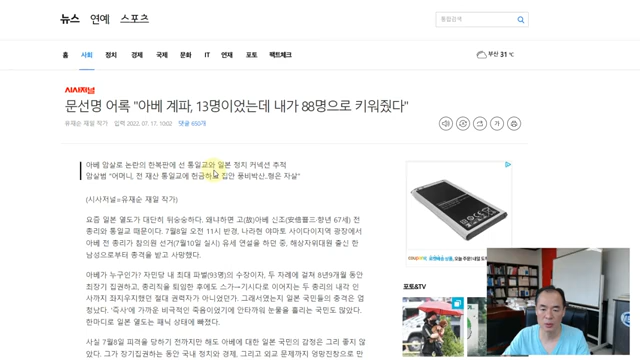 뉴스 연예 스포츠
통합검색
홈 사회 정치 경제 국제 문화 IT 연재 포토 팩트체크
부산 31℃
시사저널
문선명 어록 "아베 계파, 13명이었는데 내가 88명으로 키워줬다"
유재순 재일 작가 입력 2022. 07. 17. 10:02 댓글 650개
아베 암살로 논란의 한복판에 선 통일교와 일본 정치 커넥션 추적
암살범 "어머니, 전 재산 통일교에 헌금하고 집안 풍비박산,형은 자살"
(시사저널=유재순 재일 작가)
요즘 일본 열도가 대단히 뒤숭숭하다. 왜냐하면 고(故)아베 신조(安倍晋三·향년 67세) 전
총리와 통일교 때문이다. 7월8일 오전 11시 반경, 나라현 야마토 사이다이지역 광장에서
아베 전 총리가 참의원 선거(7월10일 실시) 유세 연설을 하던 중, 해상자위대원 출신 한
남성으로부터 총격을 받고 사망했다.
아베가 누구인가? 자민당 내 최대 파벌(93명)의 수장이자, 두 차례에 걸쳐 8년9개월 동안
최장기 집권하고, 총리직을 퇴임한 후에도 스가→기시다로 이어지는 두 총리의 내각 인
사까지 좌지우지했던 절대 권력자가 아니었던가. 그래서였는지 일본 국민들의 충격은 엄
청났다. '즉사'에 가까운 비극적인 죽음이었기에 안타까워 눈물을 흘리는 국민도 많았다.
한마디로 일본 열도는 패닉 상태에 빠졌다.
사실 7월8일 피격을 당하기 전까지만 해도 아베에 대한 일본 국민의 감정은 그리 좋지 않
았다. 그가 장기집권하는 동안 국내 정치와 경제, 그리고 외교 문제까지 엉망진창으로 만
포토&TV